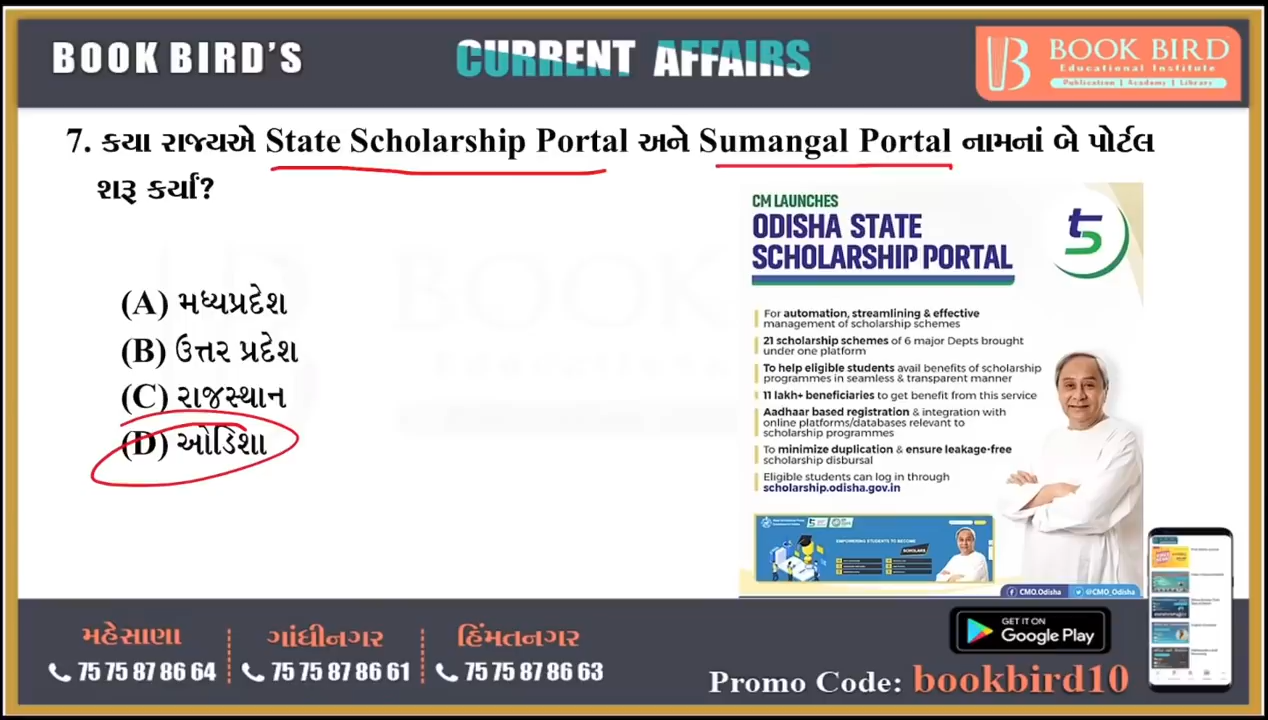 BOOK BIRD'S
CURRENT AFFAIRS
BOOK BIRD
Educational Institute
Publication | Academy | Library
7. કયા રાજ્યએ State Scholarship Portal અને Sumangal Portal નામનાં બે પોર્ટલ
શરૂ કર્યાં?
(A) મધ્યપ્રદેશ
(B) ઉત્તર પ્રદેશ
(C) રાજસ્થાન
(D) ઓડિશા
CM LAUNCHES
ODISHA STATE
SCHOLARSHIP PORTAL
For automation, streamlining & effective
management of scholarship schemes
21 scholarship schemes of 6 major Depts brought
under one platform
To help eligible students avail benefits of scholarship
programmes in seamless & transparent manner
11 lakh+ beneficiaries to get benefit from this service
Aadhaar based registration & integration with
online platforms/databases relevant to
scholarship programmes
To minimize duplication & ensure leakage-free
scholarship disbursal
Eligible students can log in through
scholarship.odisha.gov.in
EMPOWERING STUDENTS TO BECOME
SCHOLARS
CMO.Odisha
@CMO_Odisha
મહેસાણા
75 75 87 86 64
ગાંધીનગર
75 75 87 86 61
હિંમતનગર
75 75 87 86 63
GET IT ON
Google Play
Promo Code: bookbird10